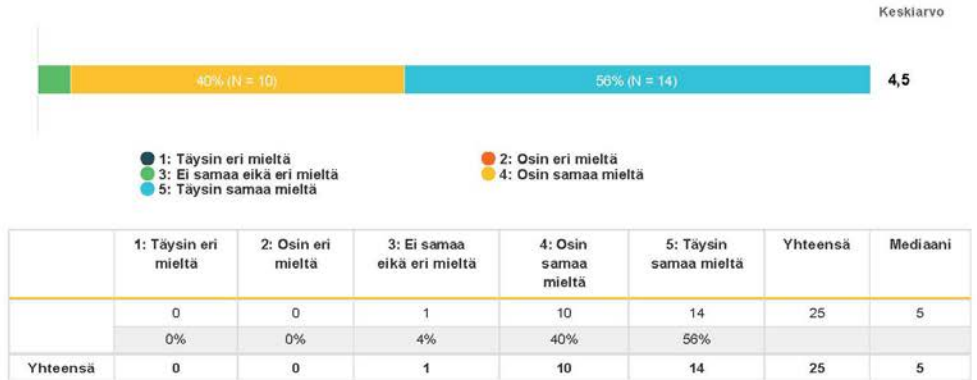 Keskiarvo
40% (N = 10) 56% (N = 14) 4,5
1: Täysin eri mieltä 2: Osin eri mieltä
3: Ei samaa eikä eri mieltä 4: Osin samaa mieltä
5: Täysin samaa mieltä
1: Täysin eri mieltä 2: Osin eri mieltä 3: Ei samaa eikä eri mieltä 4: Osin samaa mieltä 5: Täysin samaa mieltä Yhteensä Mediaani
0 0 1 10 14 25 5
0% 0% 4% 40% 56%
Yhteensä 0 0 1 10 14 25 5